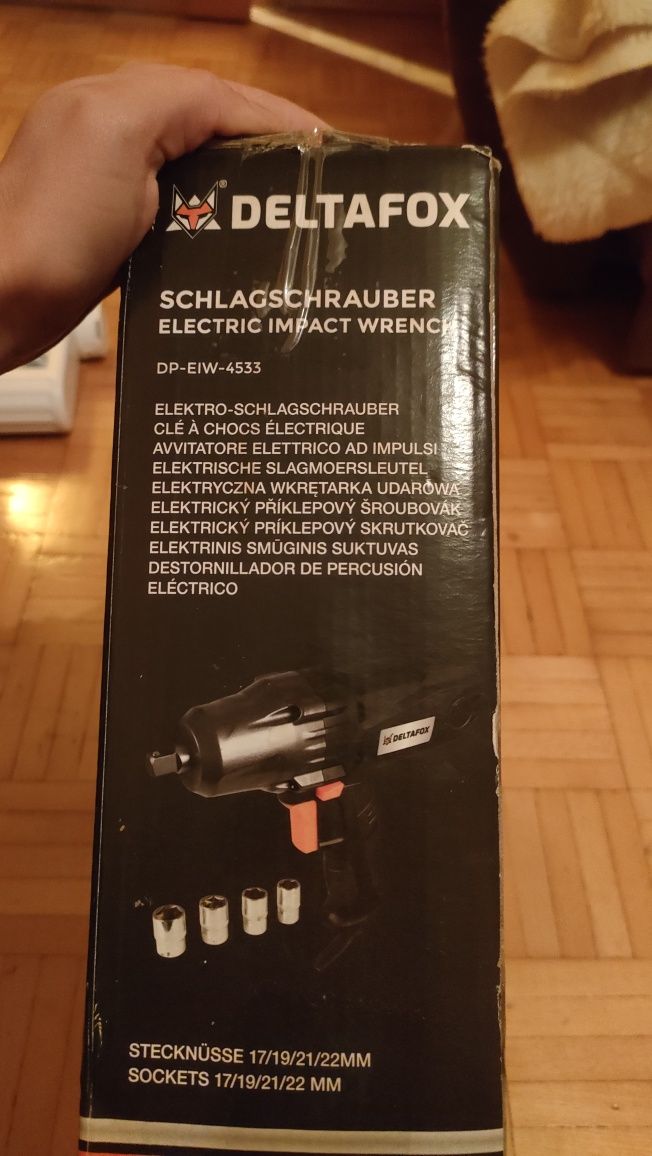 DELTAFOX
SCHLAGSCHRAUBER
ELECTRIC IMPACT WRENCH
DP-EIW-4533
ELEKTRO-SCHLAGSCHRAUBER
CLÉ À CHOCS ÉLECTRIQUE
AVVITATORE ELETTRICO AD IMPULSI
ELEKTRISCHE SLAGMOERSLEUTEL
ELEKTRYCZNA WKRĘTARKA UDAROWA
ELEKTRICKÝ PŘÍKLEPOVÝ ŠROUBOVÁK
ELEKTRICKÝ PRÍKLEPOVÝ SKRUTKOVAČ
ELEKTRINIS SMŪGINIS SUKTUVAS
DESTORNILLADOR DE PERCUSIÓN
ELÉCTRICO
DELTAFOX
STECKNÜSSE 17/19/21/22MM
SOCKETS 17/19/21/22 MM